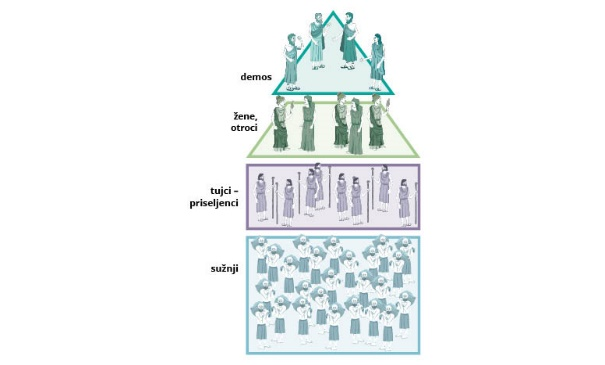 demos
žene,
otroci
tujci –
priseljenci
sužnji